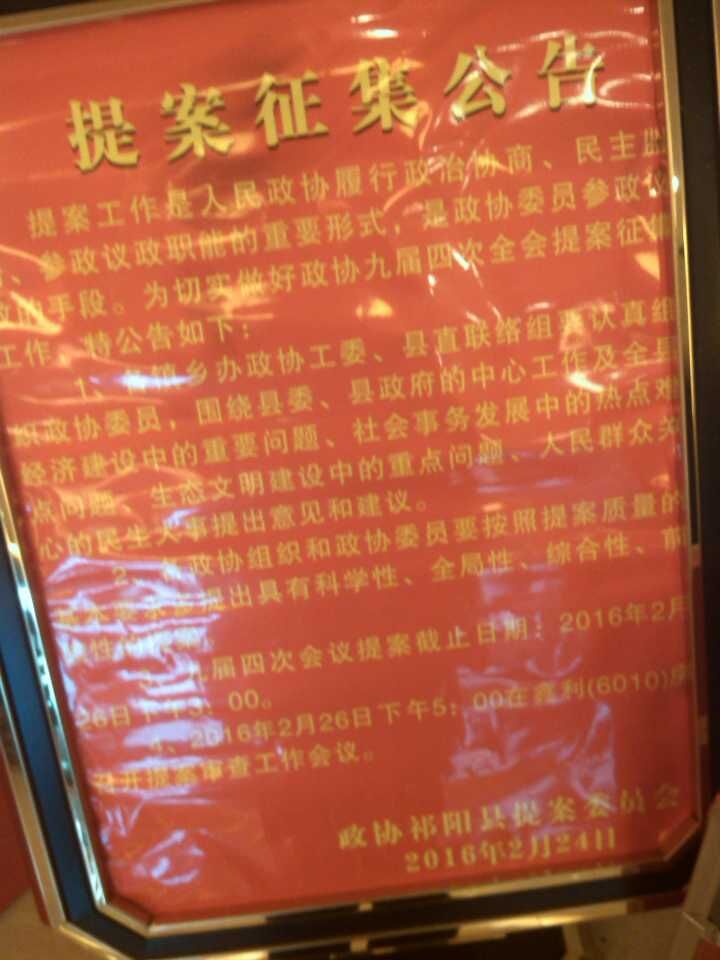 提案征集公告
提案工作是人民政协履行政治协商、民主监
、参政议政职能的重要形式，是政协委员参政议
政的手段。为切实做好政协九届四次全会提案征集
工作，特公告如下：
1、各镇乡办政协工委、县直联络组要认真组
织政协委员，围绕县委、县政府的中心工作及全县
经济建设中的重要问题、社会事务发展中的热点难
点问题、生态文明建设中的重点问题、人民群众关
心的民生大事提出意见和建议。
2、政协组织和政协委员要按照提案质量的
基本要求多提出具有科学性、全局性、综合性、前
性
3、九届四次会议提案截止日期：2016年2月
26日下午3：00。
4、2016年2月26日下午5：00在鑫利(6010)房
召开提案审查工作会议。
政协祁阳县提案委员会
2016年2月24日